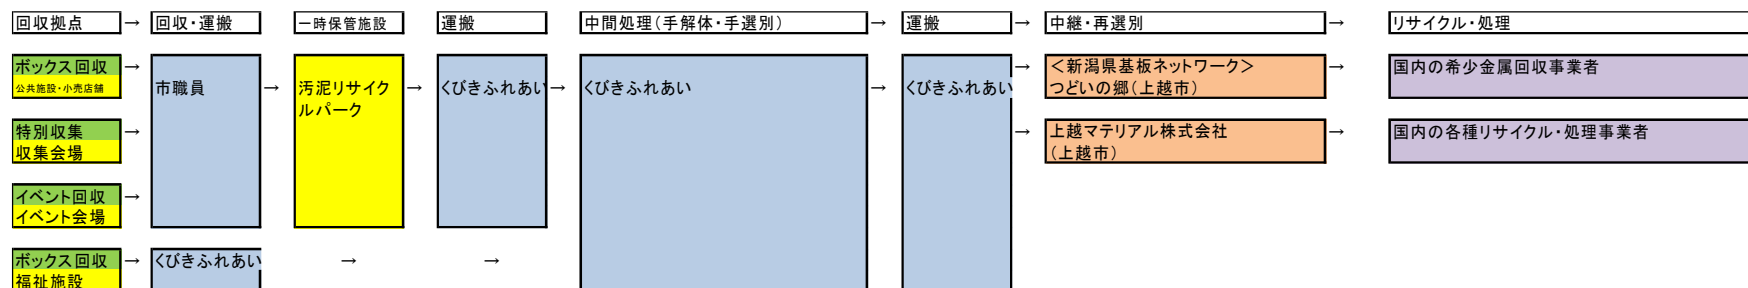 回収拠点 → 回収・運搬 一時保管施設 運搬 中間処理(手解体・手選別) → 運搬 → 中継・再選別 → リサイクル・処理
ボックス回収 → ＜新潟県基板ネットワーク＞ → 国内の希少金属回収事業者
公共施設・小売店舗 市職員 → 汚泥リサイク → くびきふれあい → くびきふれあい → くびきふれあい → つどいの郷(上越市)
ルパーク
特別収集 → → 上越マテリアル株式会社 → 国内の各種リサイクル・処理事業者
収集会場 (上越市)
イベント回収 →
イベント会場
ボックス回収 → くびきふれあい → →
福祉施設